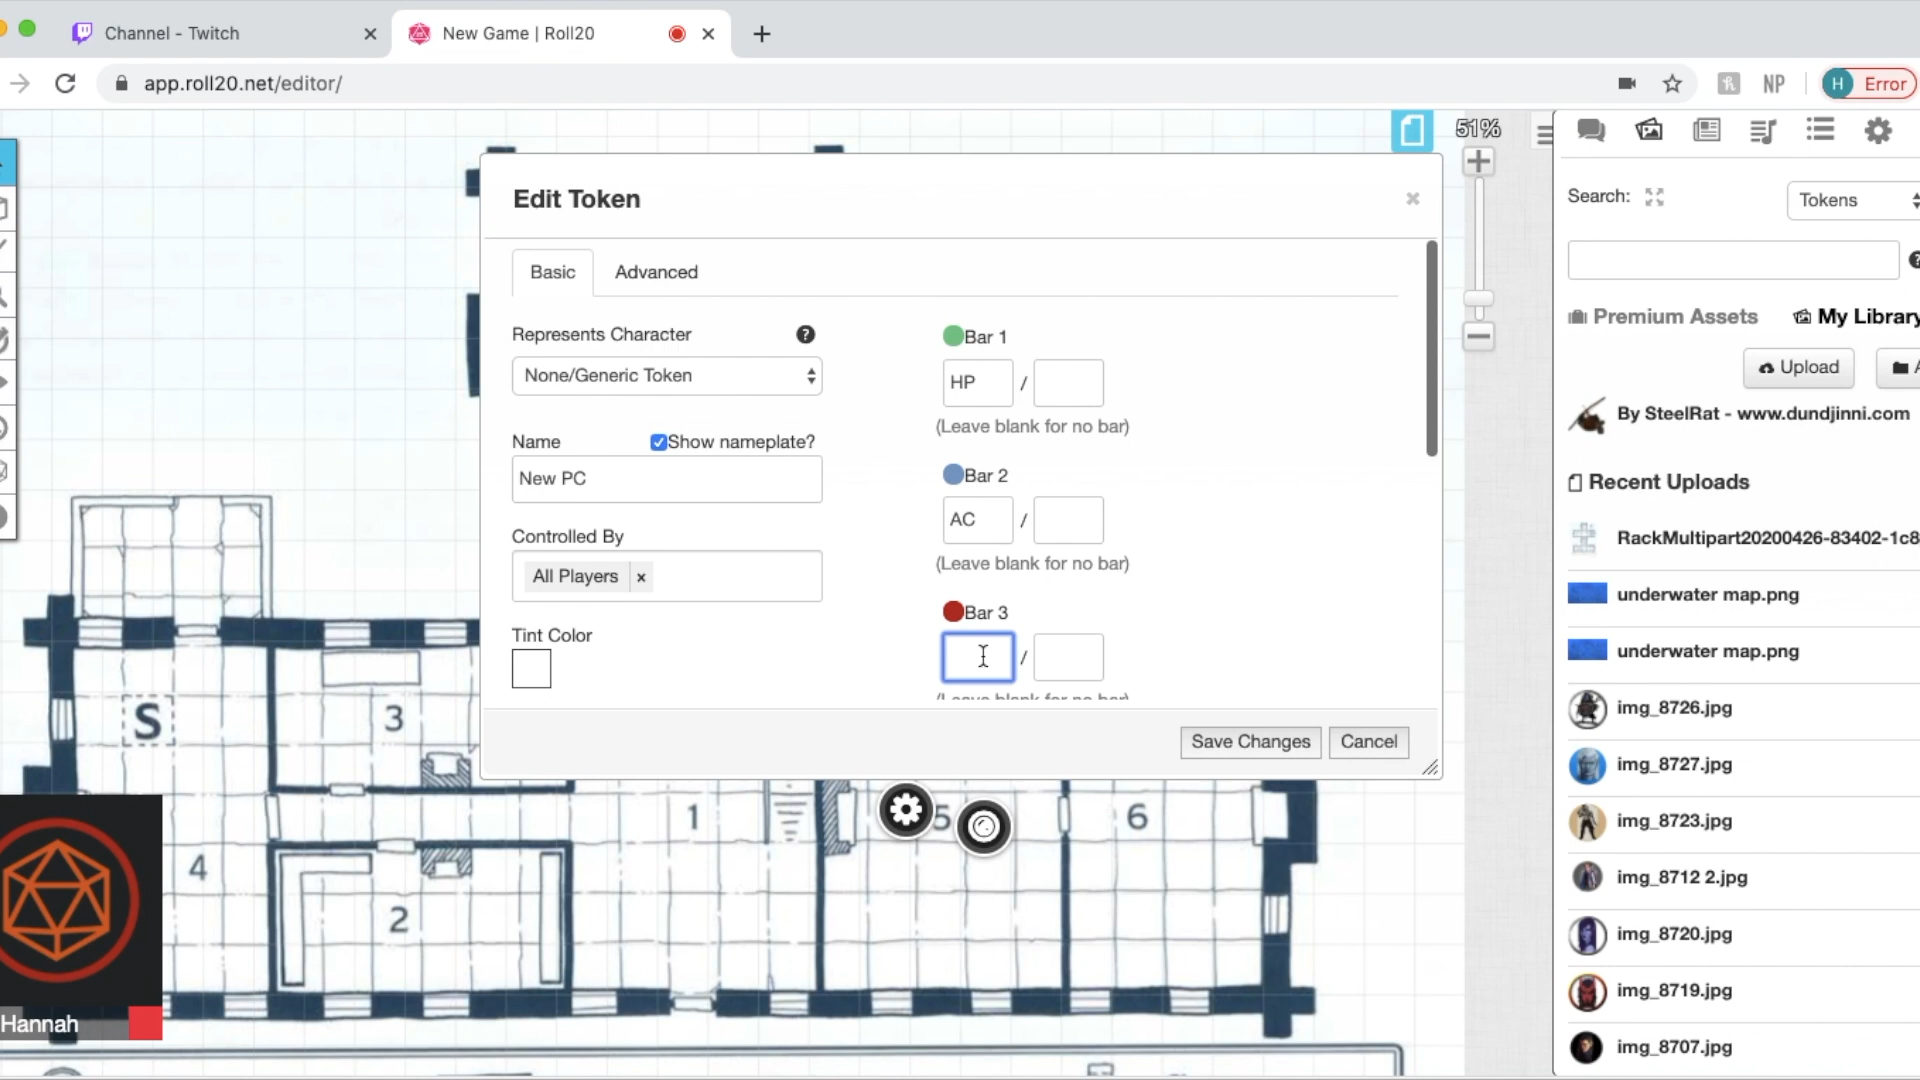 Channel - Twitch
New Game | Roll20
app.roll20.net/editor/
NP
H
Error
51%
Edit Token
Basic
Advanced
Represents Character
None/Generic Token
Name
Show nameplate?
New PC
Controlled By
All Players
Tint Color
Bar 1
HP /
(Leave blank for no bar)
Bar 2
AC /
(Leave blank for no bar)
Bar 3
/
(Leave blank for no bar)
Save Changes
Cancel
Search:
Tokens
Premium Assets
My Library
Upload
By SteelRat - www.dundjinni.com
Recent Uploads
RackMultipart20200426-83402-1c8
underwater map.png
underwater map.png
img_8726.jpg
img_8727.jpg
img_8723.jpg
img_8712 2.jpg
img_8720.jpg
img_8719.jpg
img_8707.jpg
S
3
4
2
1
5
6
Hannah